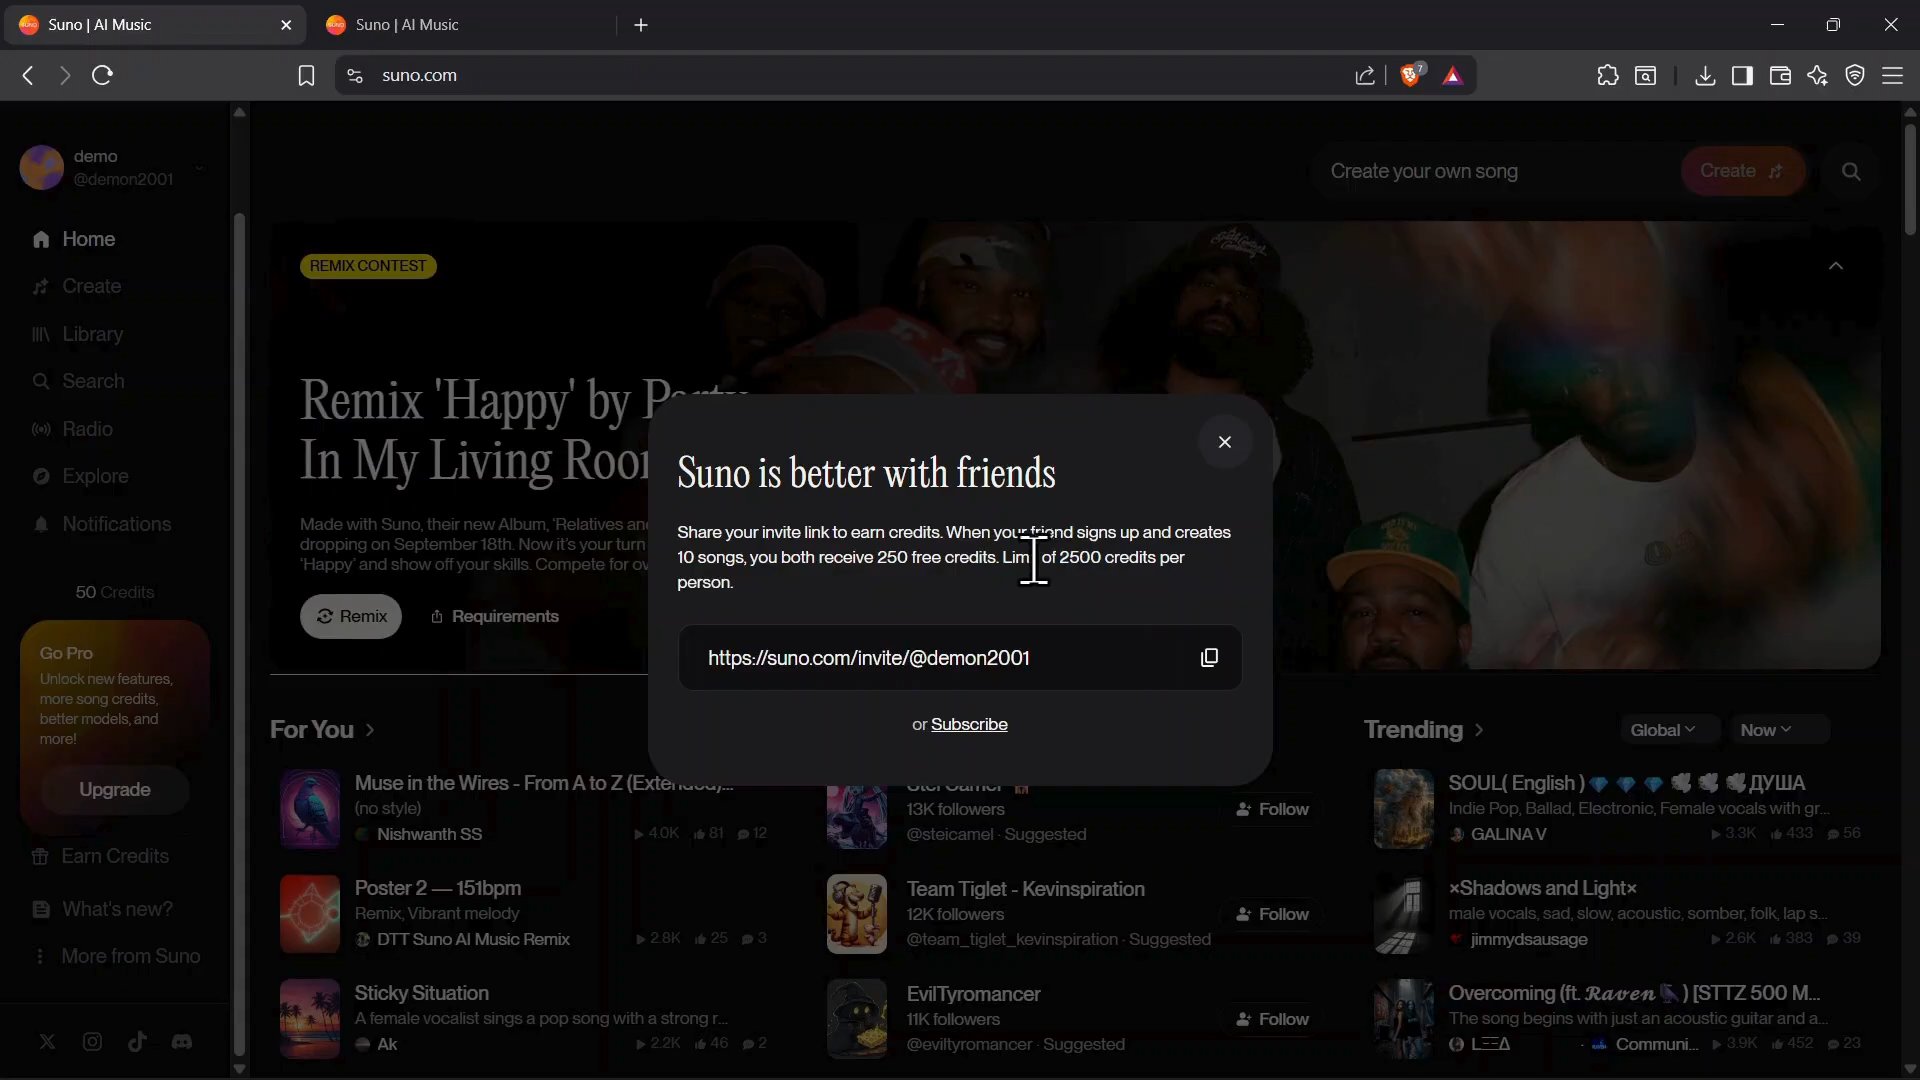 Suno | AI Music
Suno | AI Music
suno.com
7
demo
@demon2001
Home
Create
Library
Search
Radio
Explore
Notifications
50 Credits
Go Pro
Unlock new features,
more song credits,
better models, and
more!
Upgrade
Earn Credits
What's new?
More from Suno
Create your own song
Create
REMIX CONTEST
Remix 'Happy' by Party
In My Living Room
Made with Suno, their new Album, 'Relatives an
dropping on September 18th. Now it's your turn
'Happy' and show off your skills. Compete for ov
Remix
Requirements
Suno is better with friends
Share your invite link to earn credits. When your friend signs up and creates
10 songs, you both receive 250 free credits. Limit of 2500 credits per
person.
https://suno.com/invite/@demon2001
or Subscribe
For You
Muse in the Wires - From A to Z (Extended)...
(no style)
Nishwanth SS
4.0K 81 12
Poster 2 — 151bpm
Remix, Vibrant melody
DTT Suno AI Music Remix
2.8K 25 3
Sticky Situation
A female vocalist sings a pop song with a strong r...
Ak
2.2K 46 2
13K followers
@steicamel · Suggested
Follow
Team Tiglet - Kevinspiration
12K followers
@team_tiglet_kevinspiration · Suggested
Follow
EvilTyromancer
11K followers
@eviltyromancer · Suggested
Follow
Trending
Global
Now
SOUL( English ) 💎 💎 💎 🕊 🕊 🕊ДУША
Indie Pop, Ballad, Electronic, Female vocals with gr...
GALINA V
3.3K 433 56
×Shadows and Light×
male vocals, sad, slow, acoustic, somber, folk, lap s...
jimmydsausage
2.6K 383 39
Overcoming (ft. 𝓡𝓪𝓿𝓮𝓷 🐦‍⬛) [STTZ 500 M...
The song begins with just an acoustic guitar and a...
LΞΞΔ · Communi...
3.9K 452 23